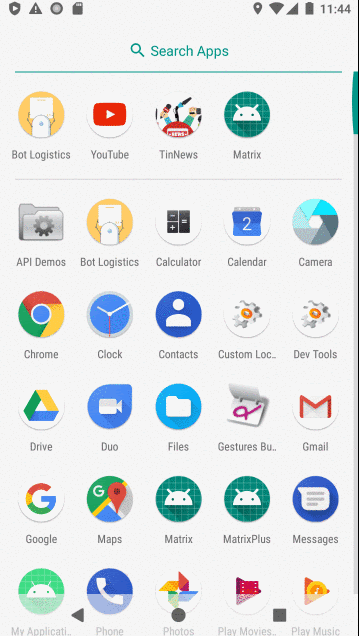 11:44
Search Apps
Bot Logistics YouTube TinNews Matrix
2
API Demos Bot Logistics Calculator Calendar Camera
Chrome Clock Contacts Custom Loc.. Dev Tools
Drive Duo Files Gestures Bu.. Gmail
Google Maps Matrix MatrixPlus Messages
My Applicati.. Phone Photos Play Movies.. Play Music